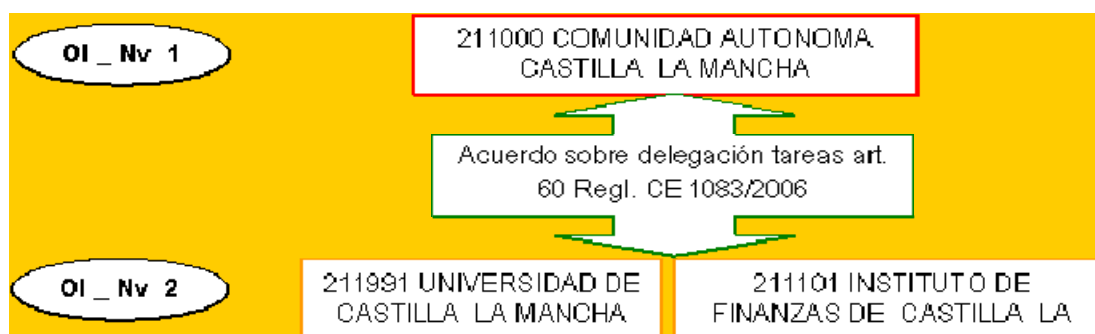 OI _ Nv 1
211000 COMUNIDAD AUTONOMA
CASTILLA LA MANCHA
Acuerdo sobre delegación tareas art.
60 Regl. CE 1083/2006
OI _ Nv 2
211991 UNIVERSIDAD DE
CASTILLA LA MANCHA
211101 INSTITUTO DE
FINANZAS DE CASTILLA LA